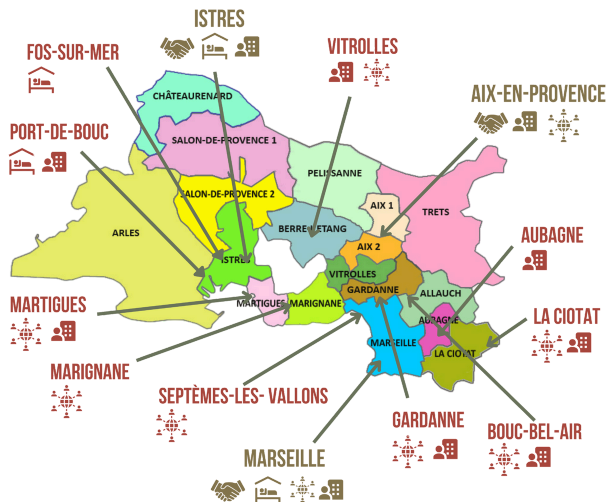 ISTRES
FOS-SUR-MER
VITROLLES
AIX-EN-PROVENCE
CHÂTEAURENARD
PORT-DE-BOUC
SALON-DE-PROVENCE 1
PELISSANNE
SALON-DE-PROVENCE 2
AIX 1
TRETS
ARLES
BERRE-L'ETANG
AUBAGNE
AIX 2
ISTRES
VITROLLES
GARDANNE
ALLAUCH
MARTIGUES
MARTIGUES
MARIGNANE
AUBAGNE
LA CIOTAT
MARSEILLE
LA CIOTAT
MARIGNANE
SEPTÈMES-LES- VALLONS
GARDANNE
BOUC-BEL-AIR
MARSEILLE